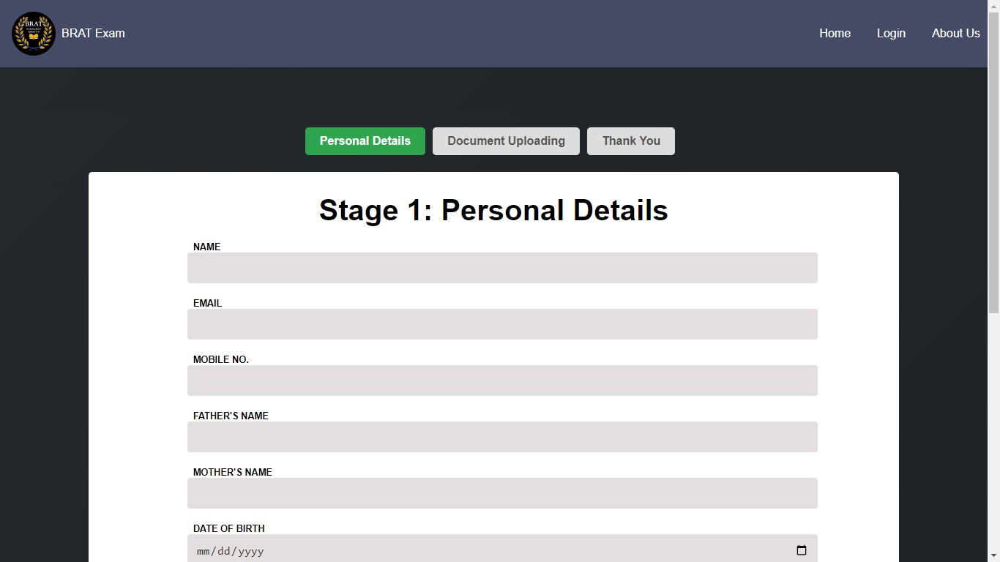 BRAT
BRAT Exam
Home
Login
About Us
Personal Details
Document Uploading
Thank You
Stage 1: Personal Details
NAME
EMAIL
MOBILE NO.
FATHER'S NAME
MOTHER'S NAME
DATE OF BIRTH
mm/dd/yyyy